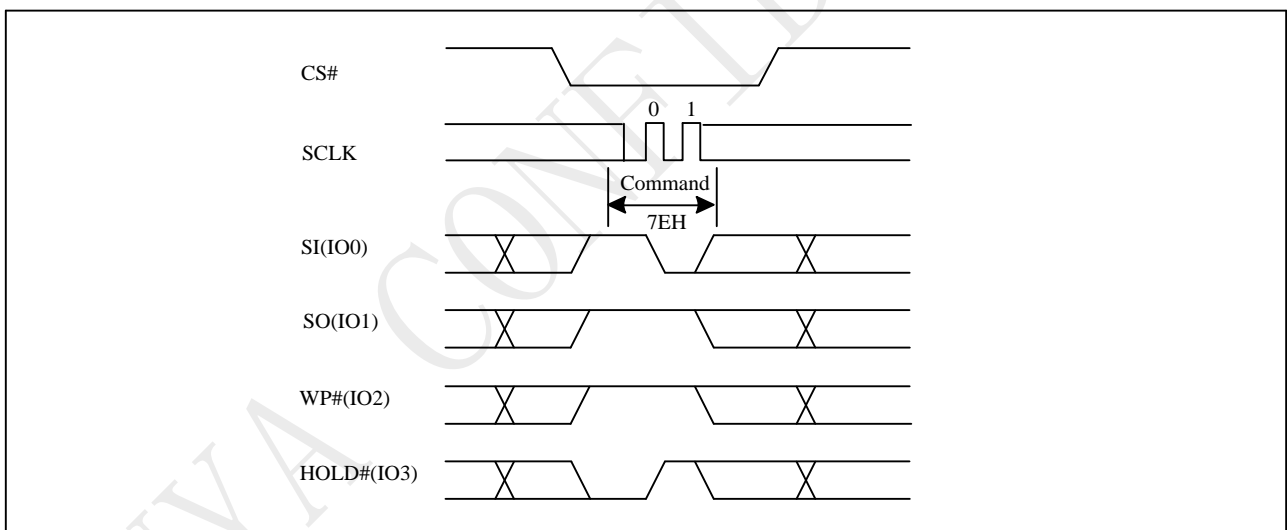 CS#
0 1
SCLK
Command
7EH
SI(IO0)
SO(IO1)
WP#(IO2)
HOLD#(IO3)